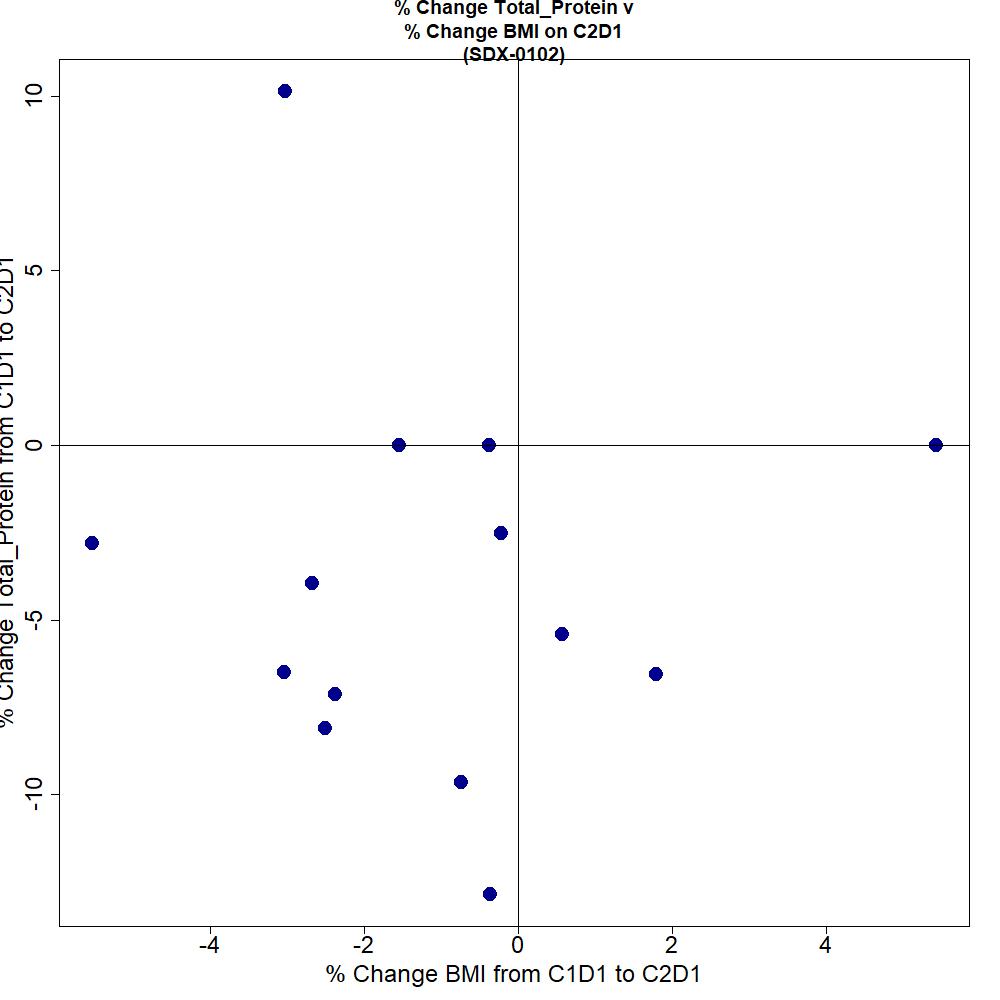 % Change Total_Protein v
% Change BMI on C2D1
(SDX-0102)
10
5
0
-5
-10
% Change Total_Protein from C1D1 to C2D1
-4
-2
0
2
4
% Change BMI from C1D1 to C2D1